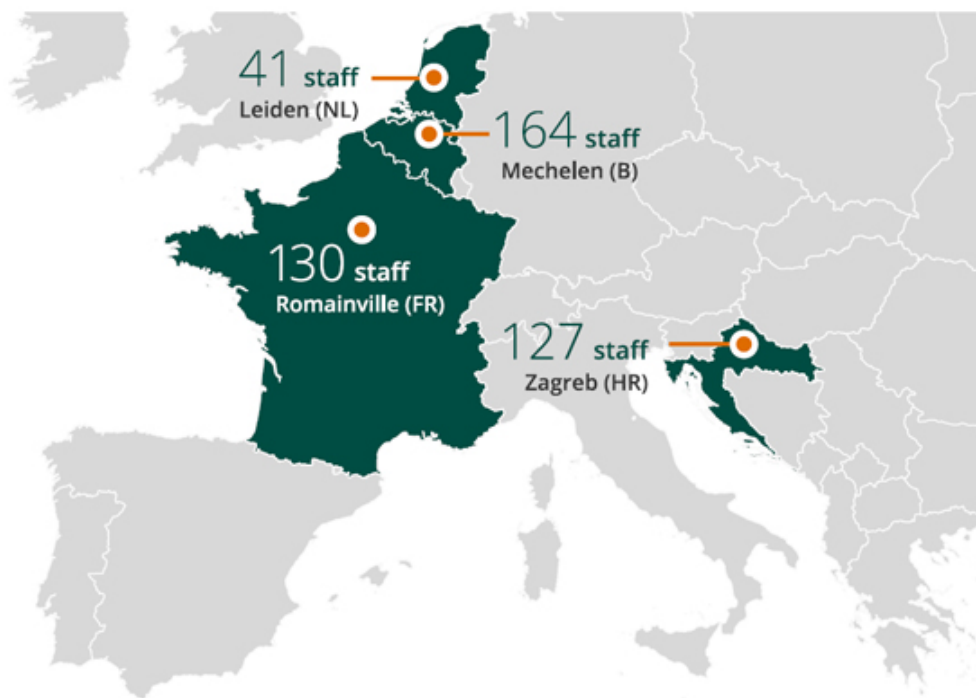 41 staff
Leiden (NL)
164 staff
Mechelen (B)
130 staff
Romainville (FR)
127 staff
Zagreb (HR)